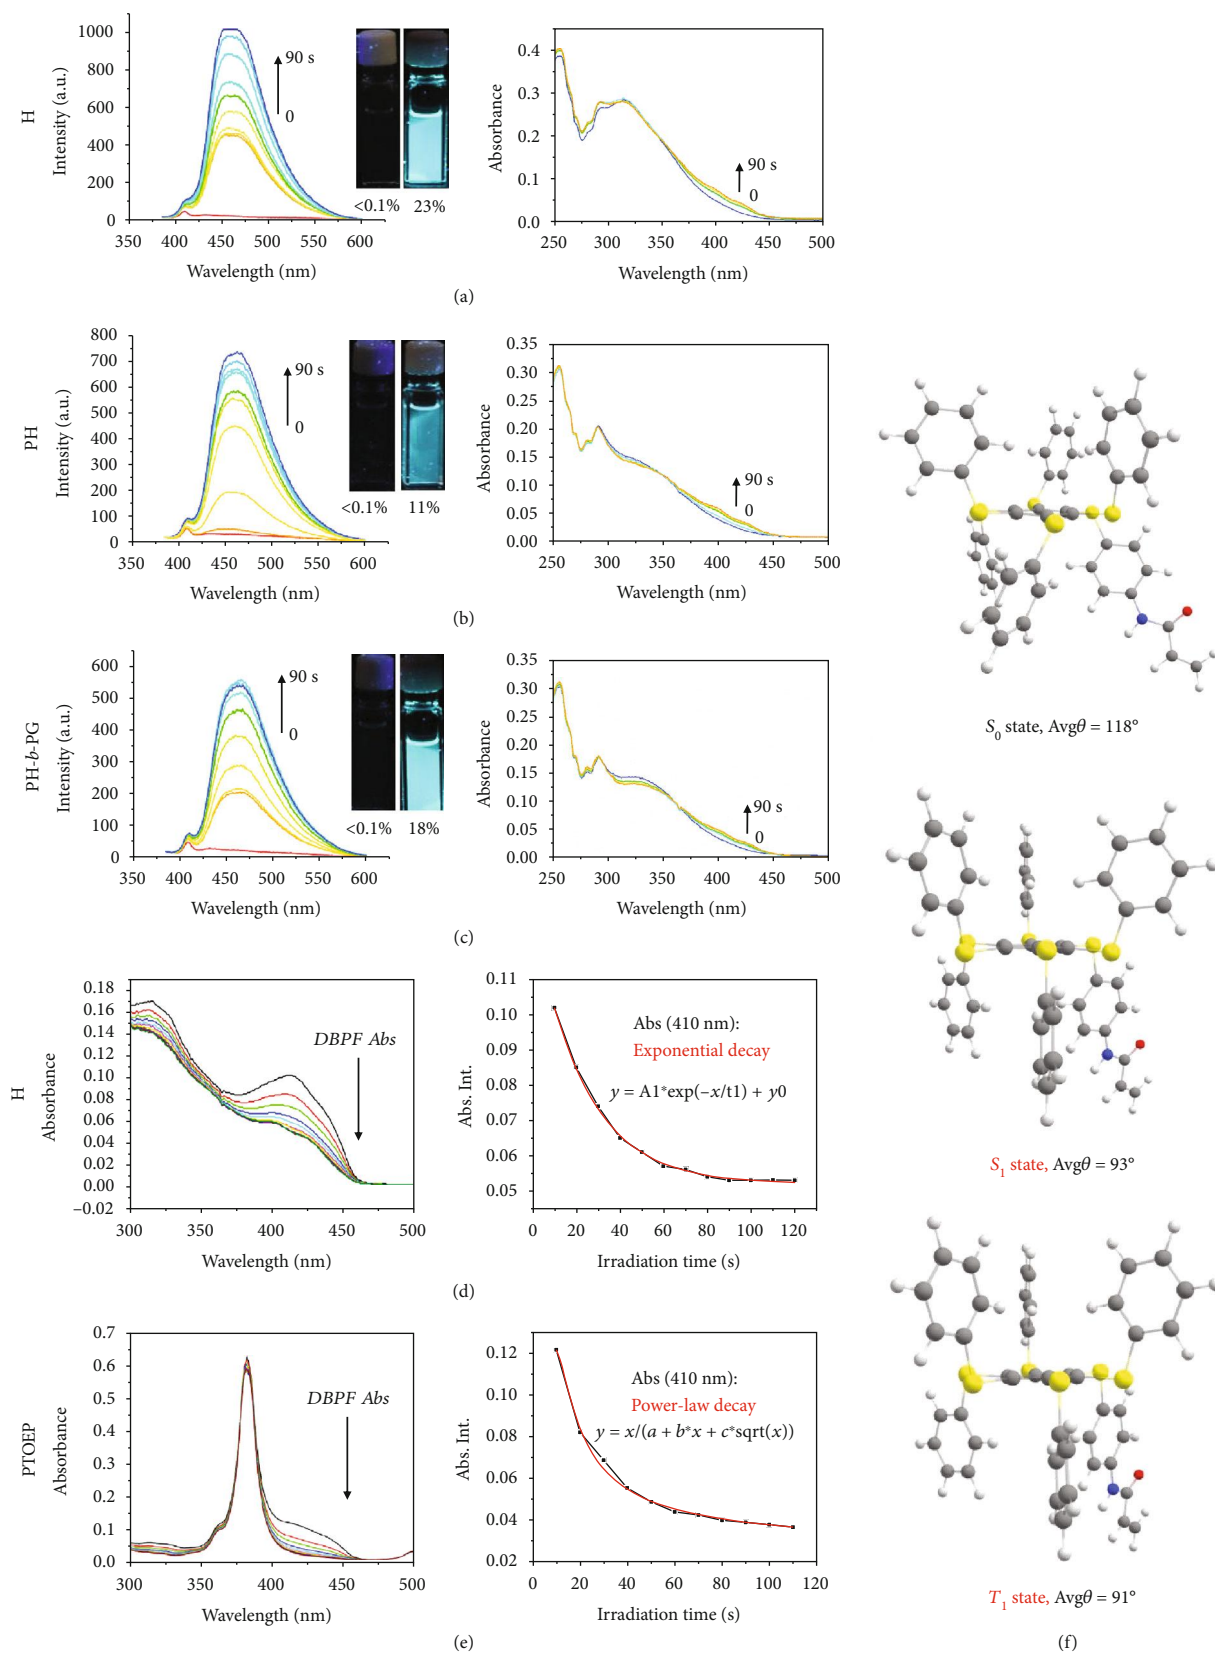 H
Intensity (a.u.)
1000
800
600
400
200
0
350 400 450 500 550 600
Wavelength (nm)
90 s
0
<0.1% 23%
Absorbance
0.4
0.3
0.2
0.1
0.0
250 300 350 400 450 500
Wavelength (nm)
90 s
0
(a)
PH
Intensity (a.u.)
800
700
600
500
400
300
200
100
0
350 400 450 500 550 600
Wavelength (nm)
90 s
0
<0.1% 11%
Absorbance
0.35
0.30
0.25
0.20
0.15
0.10
0.05
0.00
250 300 350 400 450 500
Wavelength (nm)
90 s
0
(b)
PH-b-PG
Intensity (a.u.)
600
500
400
300
200
100
0
350 400 450 500 550 600
Wavelength (nm)
90 s
0
<0.1% 18%
Absorbance
0.35
0.30
0.25
0.20
0.15
0.10
0.05
0.00
250 300 350 400 450 500
Wavelength (nm)
90 s
0
(c)
H
Absorbance
0.18
0.16
0.14
0.12
0.10
0.08
0.06
0.04
0.02
0.00
−0.02
300 350 400 450 500
Wavelength (nm)
DBPF Abs
Abs. Int.
0.11
0.10
0.09
0.08
0.07
0.06
0.05
0 20 40 60 80 100 120
Irradiation time (s)
Abs (410 nm):
Exponential decay
y = A1*exp(−x/t1) + y0
(d)
PTOEP
Absorbance
0.7
0.6
0.5
0.4
0.3
0.2
0.1
0.0
300 350 400 450 500
Wavelength (nm)
DBPF Abs
Abs. Int.
0.12
0.10
0.08
0.06
0.04
0.02
0 20 40 60 80 100 120
Irradiation time (s)
Abs (410 nm):
Power-law decay
y = x/(a + b*x + c*sqrt(x))
(e)
S0 state, Avgθ = 118°
S1 state, Avgθ = 93°
T1 state, Avgθ = 91°
(f)